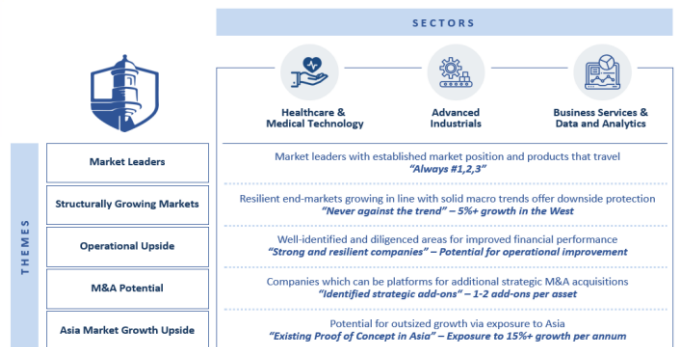 SECTORS
Healthcare &
Medical Technology
Advanced
Industrials
Business Services &
Data and Analytics
THEMES
Market Leaders
Market leaders with established market position and products that travel
“Always #1,2,3”
Structurally Growing Markets
Resilient end-markets growing in line with solid macro trends offer downside protection
“Never against the trend” – 5%+ growth in the West
Operational Upside
Well-identified and diligenced areas for improved financial performance
“Strong and resilient companies” – Potential for operational improvement
M&A Potential
Companies which can be platforms for additional strategic M&A acquisitions
“Identified strategic add-ons” – 1-2 add-ons per asset
Asia Market Growth Upside
Potential for outsized growth via exposure to Asia
“Existing Proof of Concept in Asia” – Exposure to 15%+ growth per annum